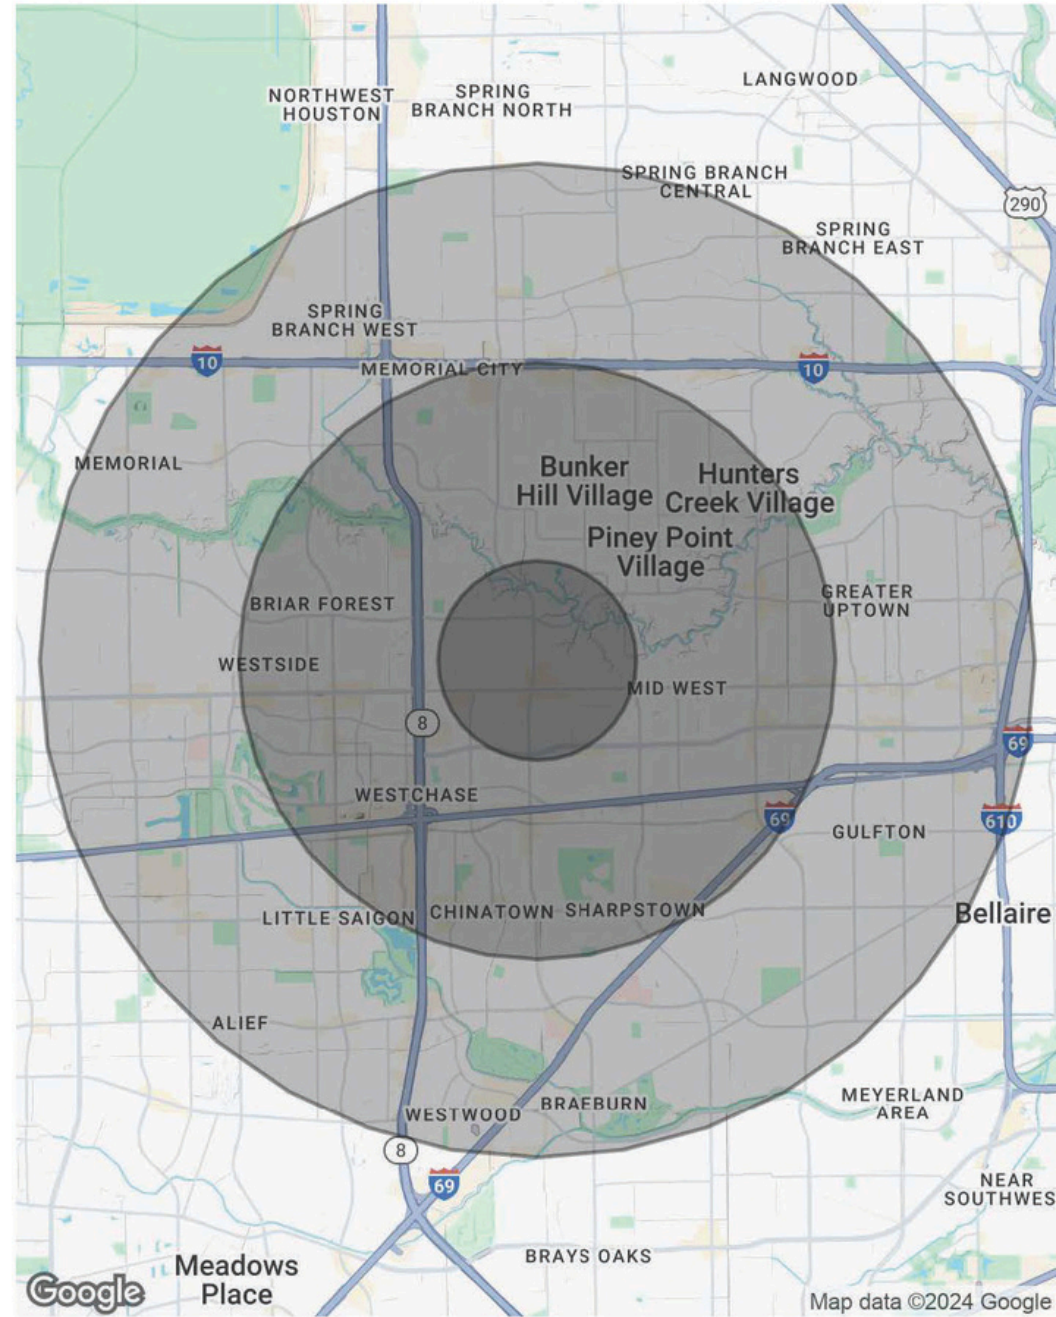 LANGWOOD
NORTHWEST
HOUSTON
SPRING
BRANCH NORTH
SPRING BRANCH
CENTRAL
290
SPRING
BRANCH EAST
SPRING
BRANCH WEST
10
MEMORIAL CITY
10
MEMORIAL
Bunker
Hill Village
Hunters
Creek Village
Piney Point
Village
BRIAR FOREST
GREATER
UPTOWN
WESTSIDE
MID WEST
8
69
WESTCHASE
69
610
GULFTON
LITTLE SAIGON
CHINATOWN
SHARPSTOWN
Bellaire
ALIEF
WESTWOOD
BRAEBURN
MEYERLAND
AREA
8
69
NEAR
SOUTHWES
BRAYS OAKS
Meadows
Place
Google
Map data ©2024 Google